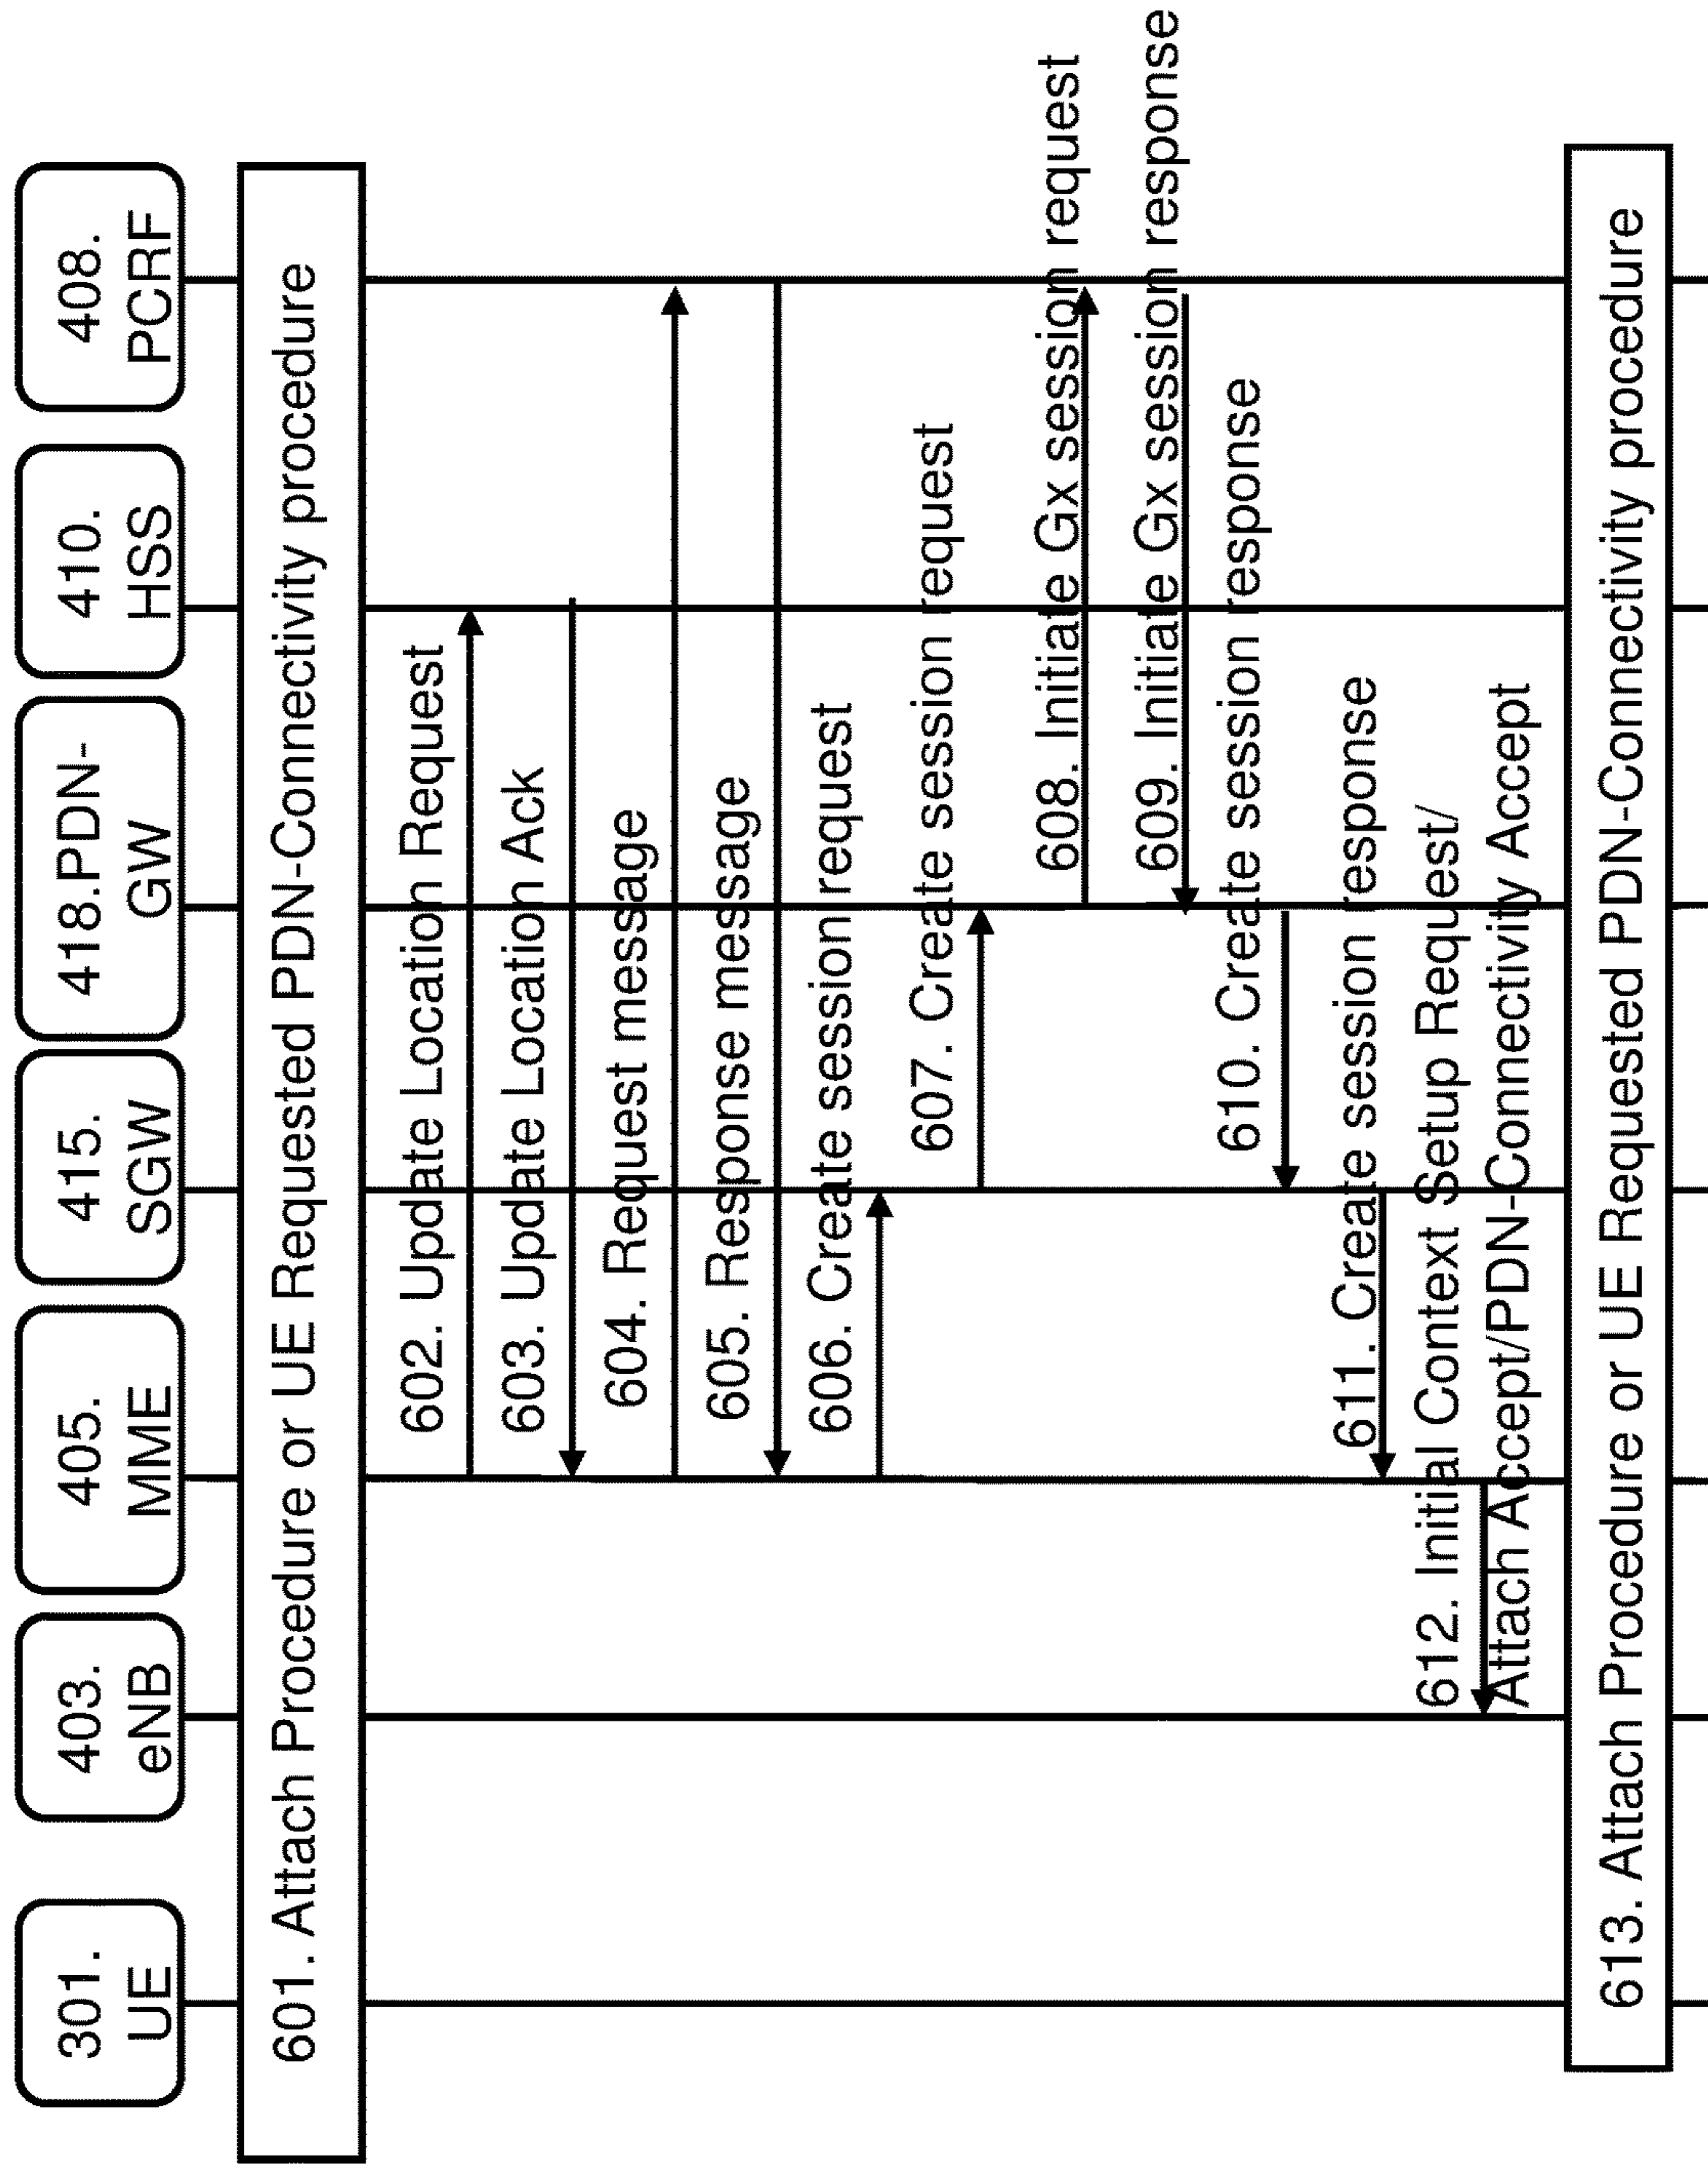 301.
UE
403.
eNB
405.
MME
415.
SGW
418.PDN-
GW
410.
HSS
408.
PCRF
601. Attach Procedure or UE Requested PDN-Connectivity procedure
602. Update Location Request
603. Update Location Ack
604. Request message
605. Response message
606. Create session request
607. Create session request
608. Initiate Gx session request
609. Initiate Gx session response
610. Create session response
611. Create session response
612. Initial Context Setup Request/
Attach Accept/PDN-Connectivity Accept
613. Attach Procedure or UE Requested PDN-Connectivity procedure